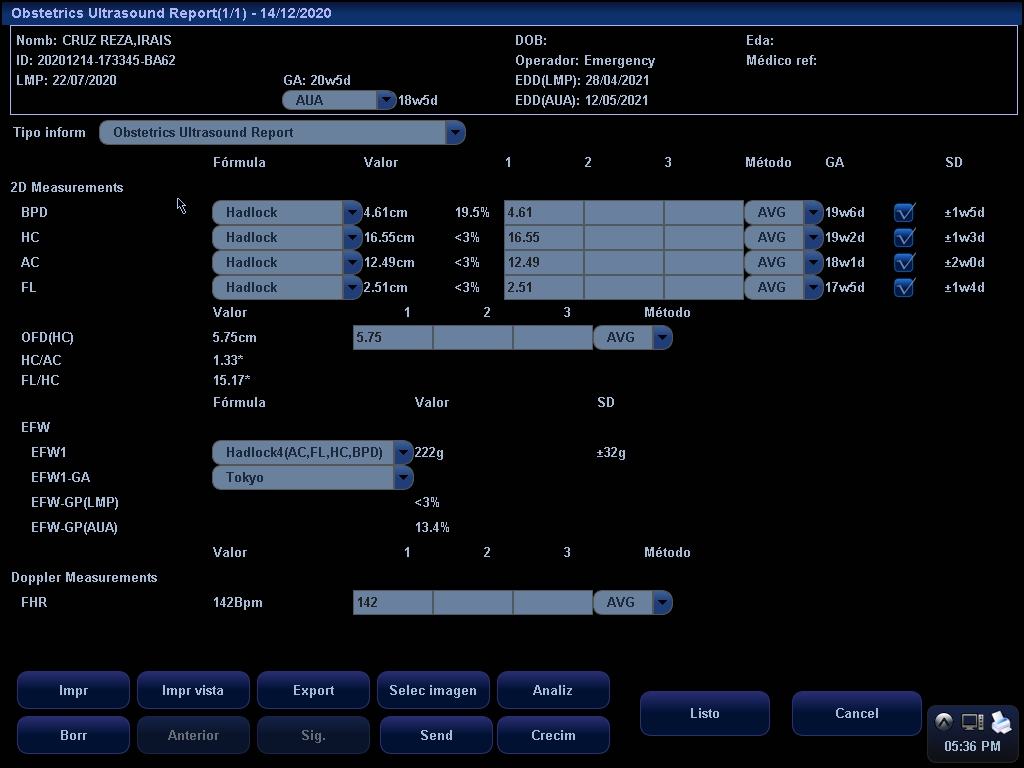 Obstetrics Ultrasound Report(1/1) - 14/12/2020
Nomb: CRUZ REZA,IRAIS DOB: Eda:
ID: 20201214-173345-BA62 Operador: Emergency Médico ref:
LMP: 22/07/2020 GA: 20w5d EDD(LMP): 28/04/2021
AUA 18w5d EDD(AUA): 12/05/2021
Tipo inform Obstetrics Ultrasound Report
Fórmula Valor 1 2 3 Método GA SD
2D Measurements
BPD Hadlock 4.61cm 19.5% 4.61 AVG 19w6d ±1w5d
HC Hadlock 16.55cm <3% 16.55 AVG 19w2d ±1w3d
AC Hadlock 12.49cm <3% 12.49 AVG 18w1d ±2w0d
FL Hadlock 2.51cm <3% 2.51 AVG 17w5d ±1w4d
Valor 1 2 3 Método
OFD(HC) 5.75cm 5.75 AVG
HC/AC 1.33*
FL/HC 15.17*
Fórmula Valor SD
EFW
EFW1 Hadlock4(AC,FL,HC,BPD) 222g ±32g
EFW1-GA Tokyo
EFW-GP(LMP) <3%
EFW-GP(AUA) 13.4%
Valor 1 2 3 Método
Doppler Measurements
FHR 142Bpm 142 AVG
Impr Impr vista Export Selec imagen Analiz
Listo Cancel
Borr Anterior Sig. Send Crecim
05:36 PM